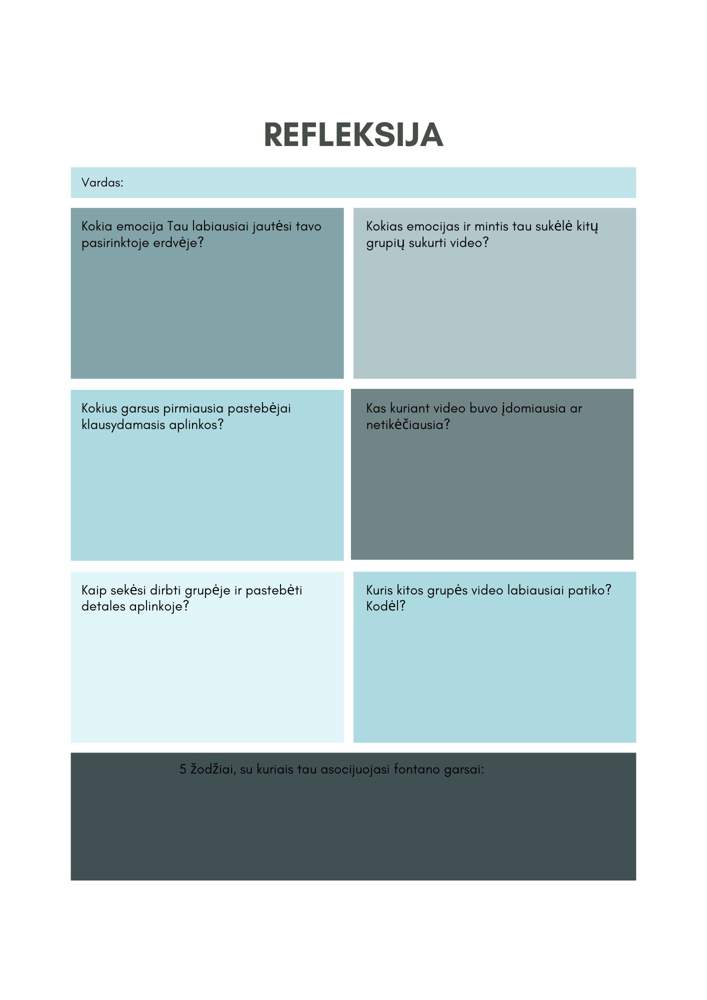 REFLEKSIJA
Vardas:
Kokia emocija Tau labiausiai jautėsi tavo
pasirinktoje erdvėje?
Kokias emocijas ir mintis tau sukėlė kitų
grupių sukurti video?
Kokius garsus pirmiausia pastebėjai
klausydamasis aplinkos?
Kas kuriant video buvo įdomiausia ar
netikėčiausia?
Kaip sekėsi dirbti grupėje ir pastebėti
detales aplinkoje?
Kuris kitos grupės video labiausiai patiko?
Kodėl?
5 žodžiai, su kuriais tau asocijuojasi fontano garsai: